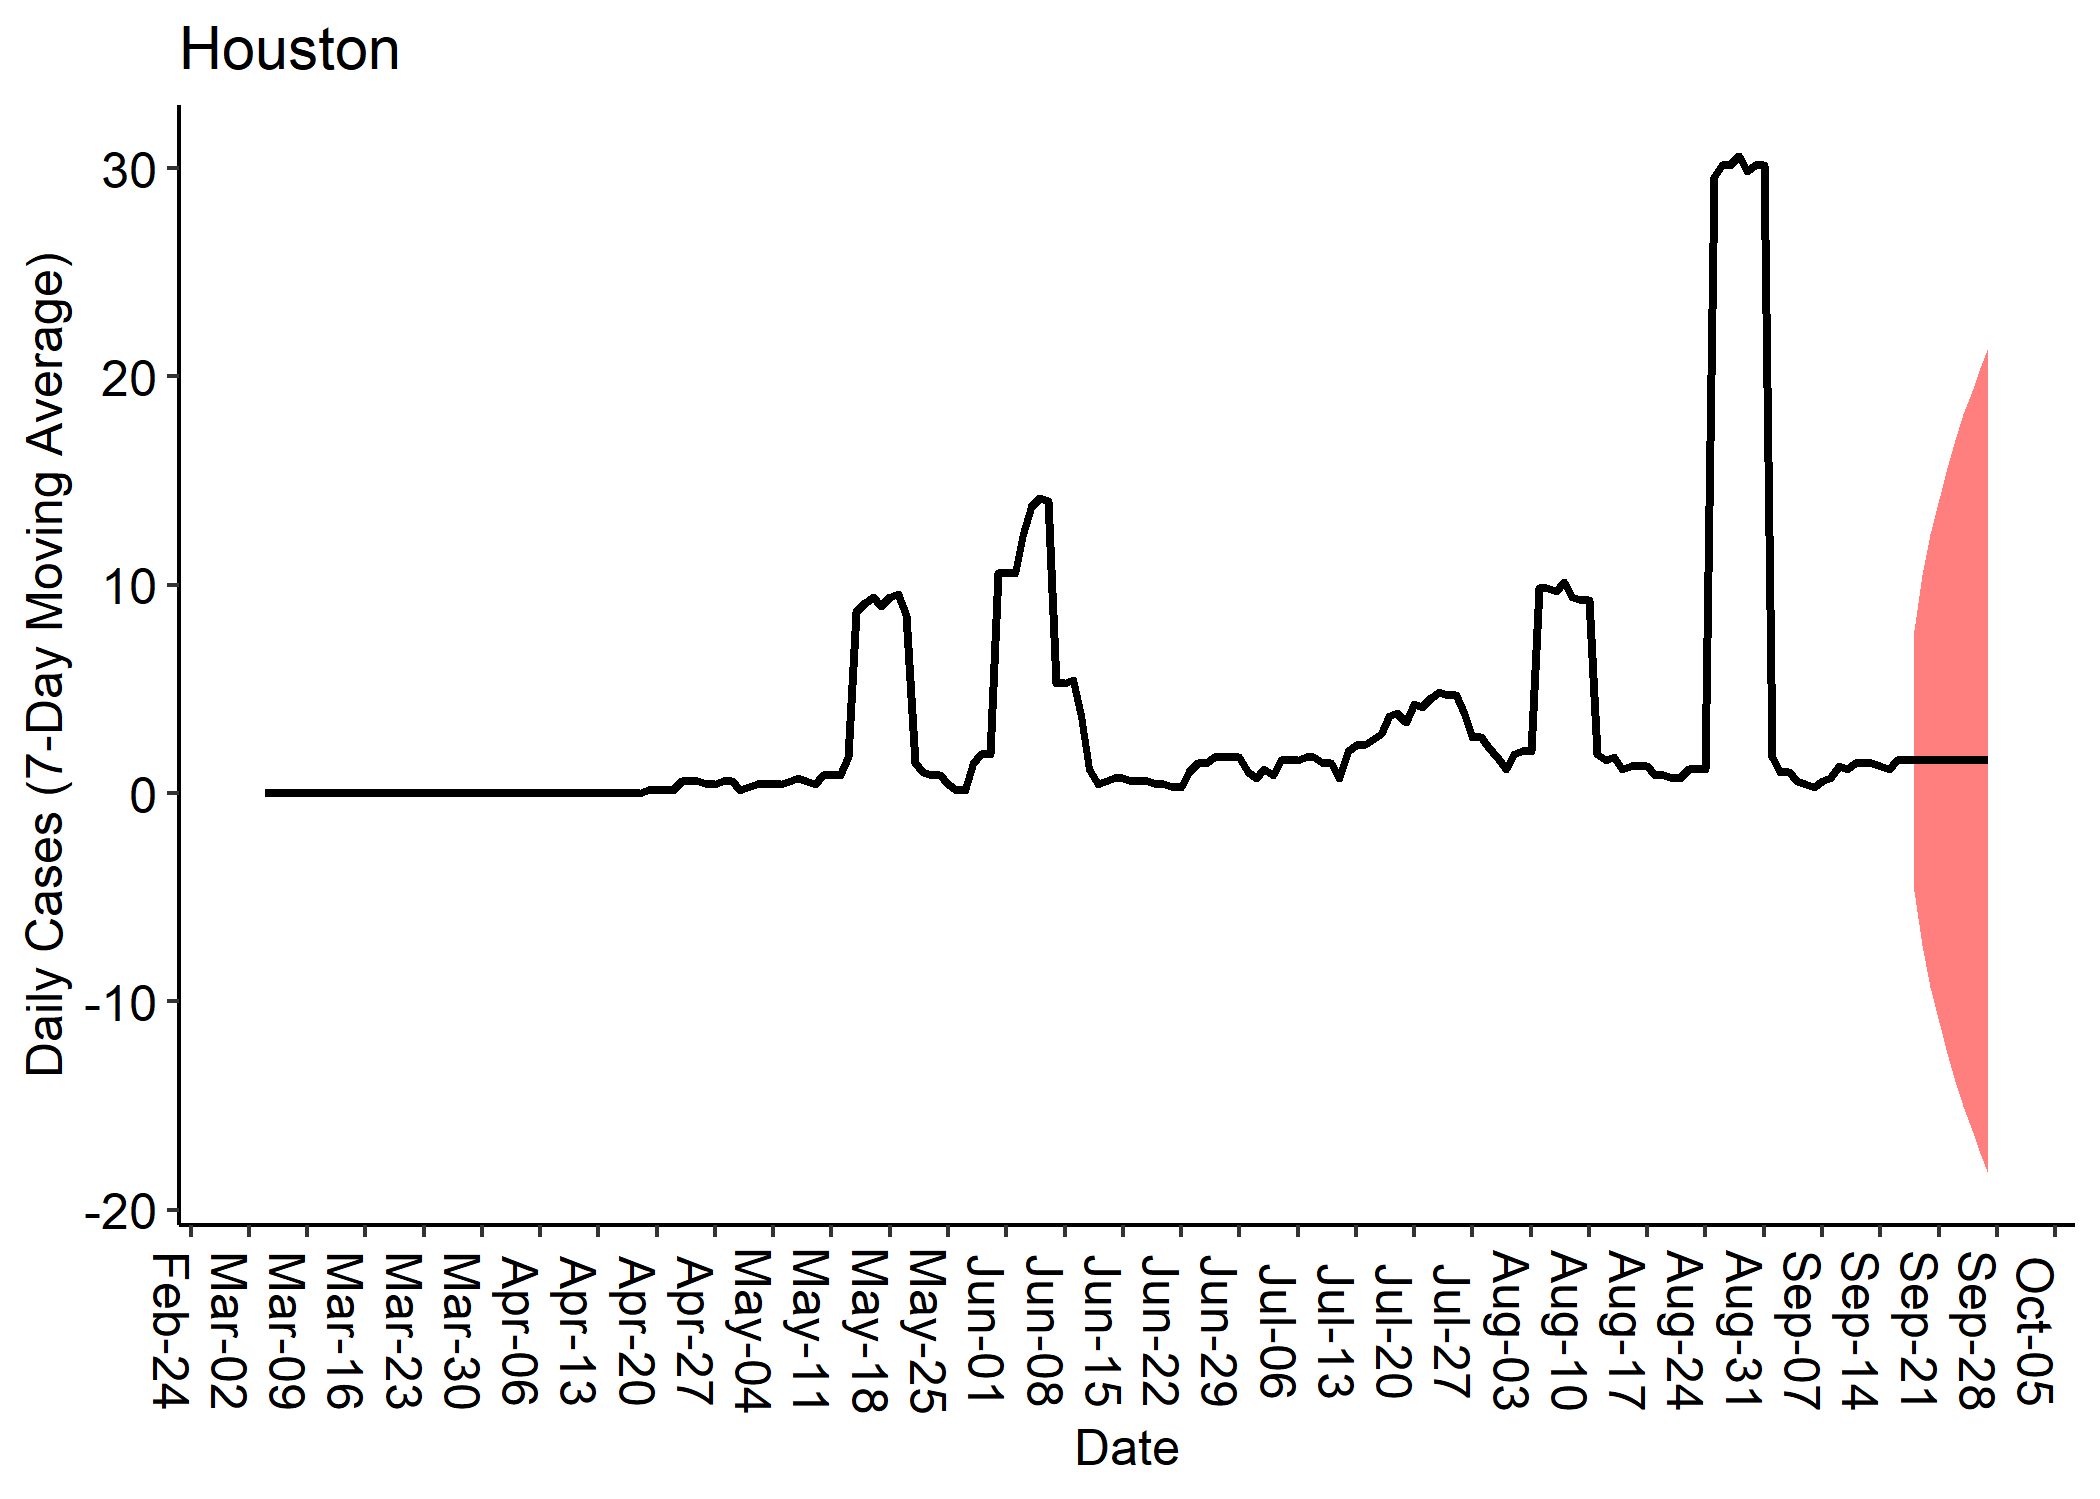 Houston
Daily Cases (7-Day Moving Average)
30
20
10
0
-10
-20
Feb-24
Mar-02
Mar-09
Mar-16
Mar-23
Mar-30
Apr-06
Apr-13
Apr-20
Apr-27
May-04
May-11
May-18
May-25
Jun-01
Jun-08
Jun-15
Jun-22
Jun-29
Jul-06
Jul-13
Jul-20
Jul-27
Aug-03
Aug-10
Aug-17
Aug-24
Aug-31
Sep-07
Sep-14
Sep-21
Sep-28
Oct-05
Date